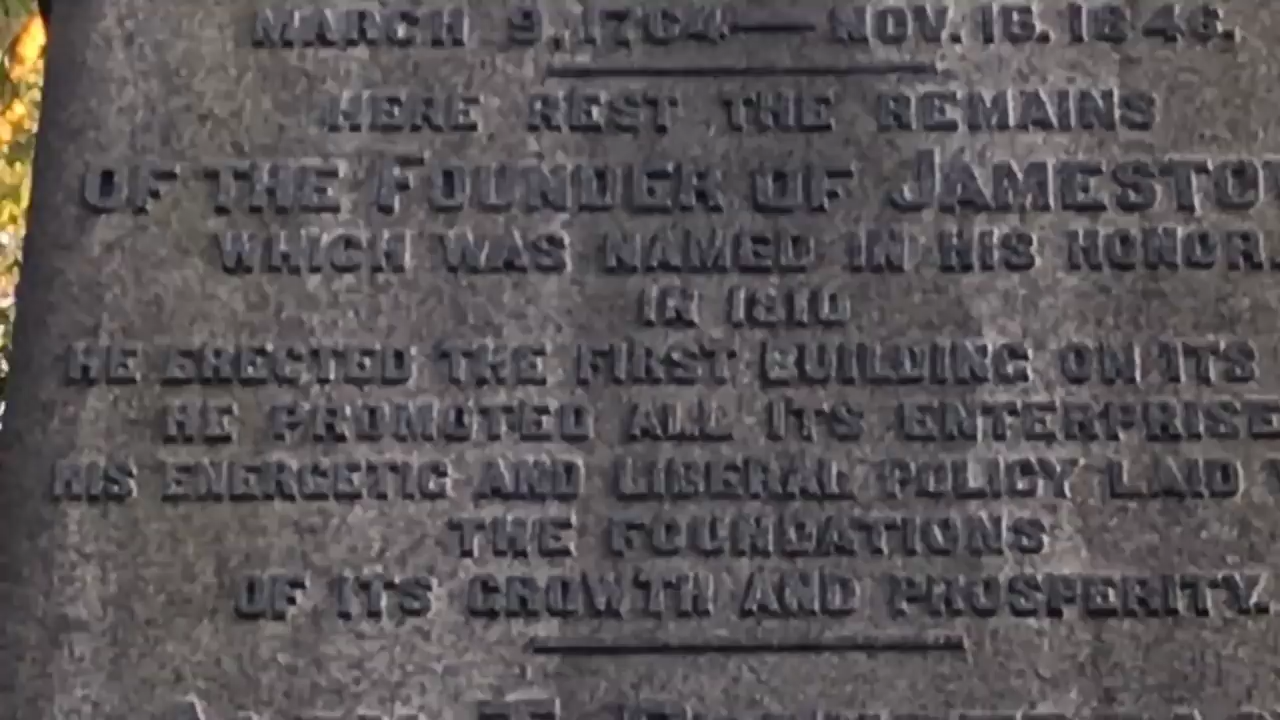 MARCH 9, 1764 — NOV. 16. 1846.
HERE REST THE REMAINS
OF THE FOUNDER OF JAMESTO
WHICH WAS NAMED IN HIS HONOR.
IN 1810
HE ERECTED THE FIRST BUILDING ON ITS
HE PROMOTED ALL ITS ENTERPRISE
HIS ENERGETIC AND LIBERAL POLICY LAID
THE FOUNDATIONS
OF ITS GROWTH AND PROSPERITY.